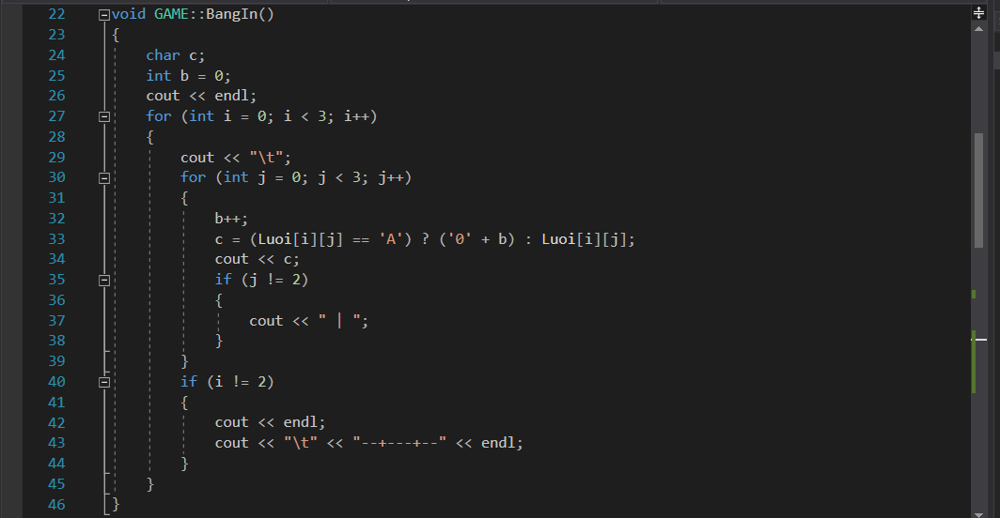 22 void GAME::BangIn()
23 {
24     char c;
25     int b = 0;
26     cout << endl;
27     for (int i = 0; i < 3; i++)
28     {
29         cout << "\t";
30         for (int j = 0; j < 3; j++)
31         {
32             b++;
33             c = (Luoi[i][j] == 'A') ? ('0' + b) : Luoi[i][j];
34             cout << c;
35             if (j != 2)
36             {
37                 cout << " | ";
38             }
39         }
40         if (i != 2)
41         {
42             cout << endl;
43             cout << "\t" << "--+---+--" << endl;
44         }
45     }
46 }